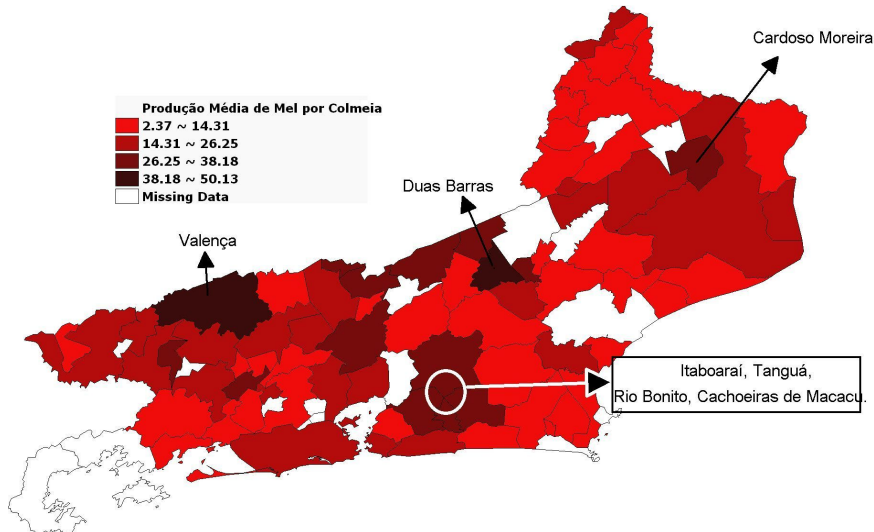 Cardoso Moreira
Produção Média de Mel por Colmeia
2.37 ~ 14.31
14.31 ~ 26.25
26.25 ~ 38.18
38.18 ~ 50.13
Missing Data
Duas Barras
Valença
Itaboaraí, Tanguá,
Rio Bonito, Cachoeiras de Macacu.